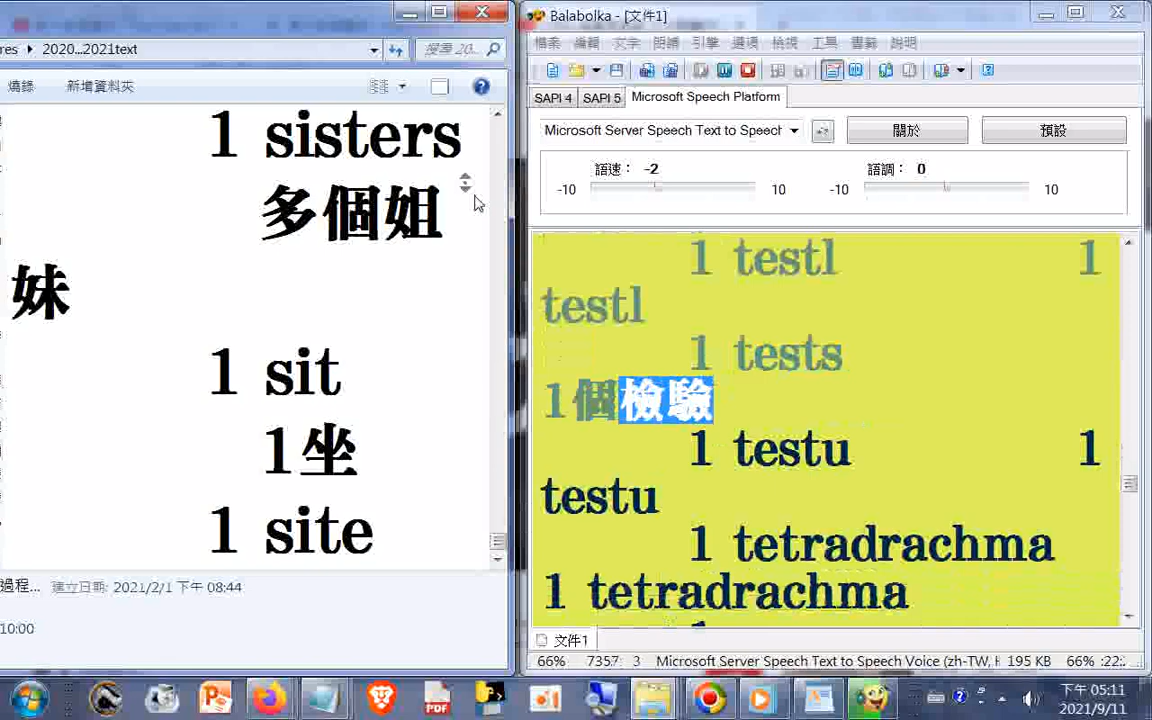 res ▸ 2020...2021text
搜尋 20...
燒錄 新增資料夾
1 sisters
多個姐
妹
1 sit
1坐
1 site
過程... 建立日期: 2021/2/1 下午 08:44
10:00
Balabolka - [文件1]
檔案 編輯 文字 朗讀 引擎 選項 檢視 工具 書籤 說明
SAPI 4 SAPI 5 Microsoft Speech Platform
Microsoft Server Speech Text to Speech 關於 預設
語速: -2 語調: 0
-10 10 -10 10
1 testl 1
testl
1 tests
1個檢驗
1 testu 1
testu
1 tetradrachma
1 tetradrachma
文件1
66% 7357 3 Microsoft Server Speech Text to Speech Voice (zh-TW, 195 KB 66%
PDF
下午 05:11
2021/9/11